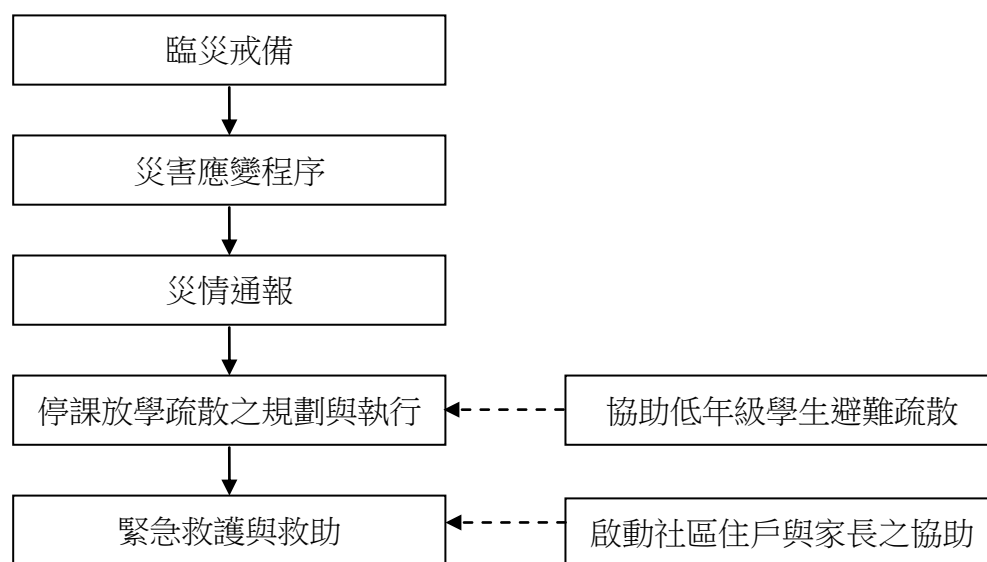 臨災戒備
災害應變程序
災情通報
停課放學疏散之規劃與執行
協助低年級學生避難疏散
緊急救護與救助
啟動社區住戶與家長之協助